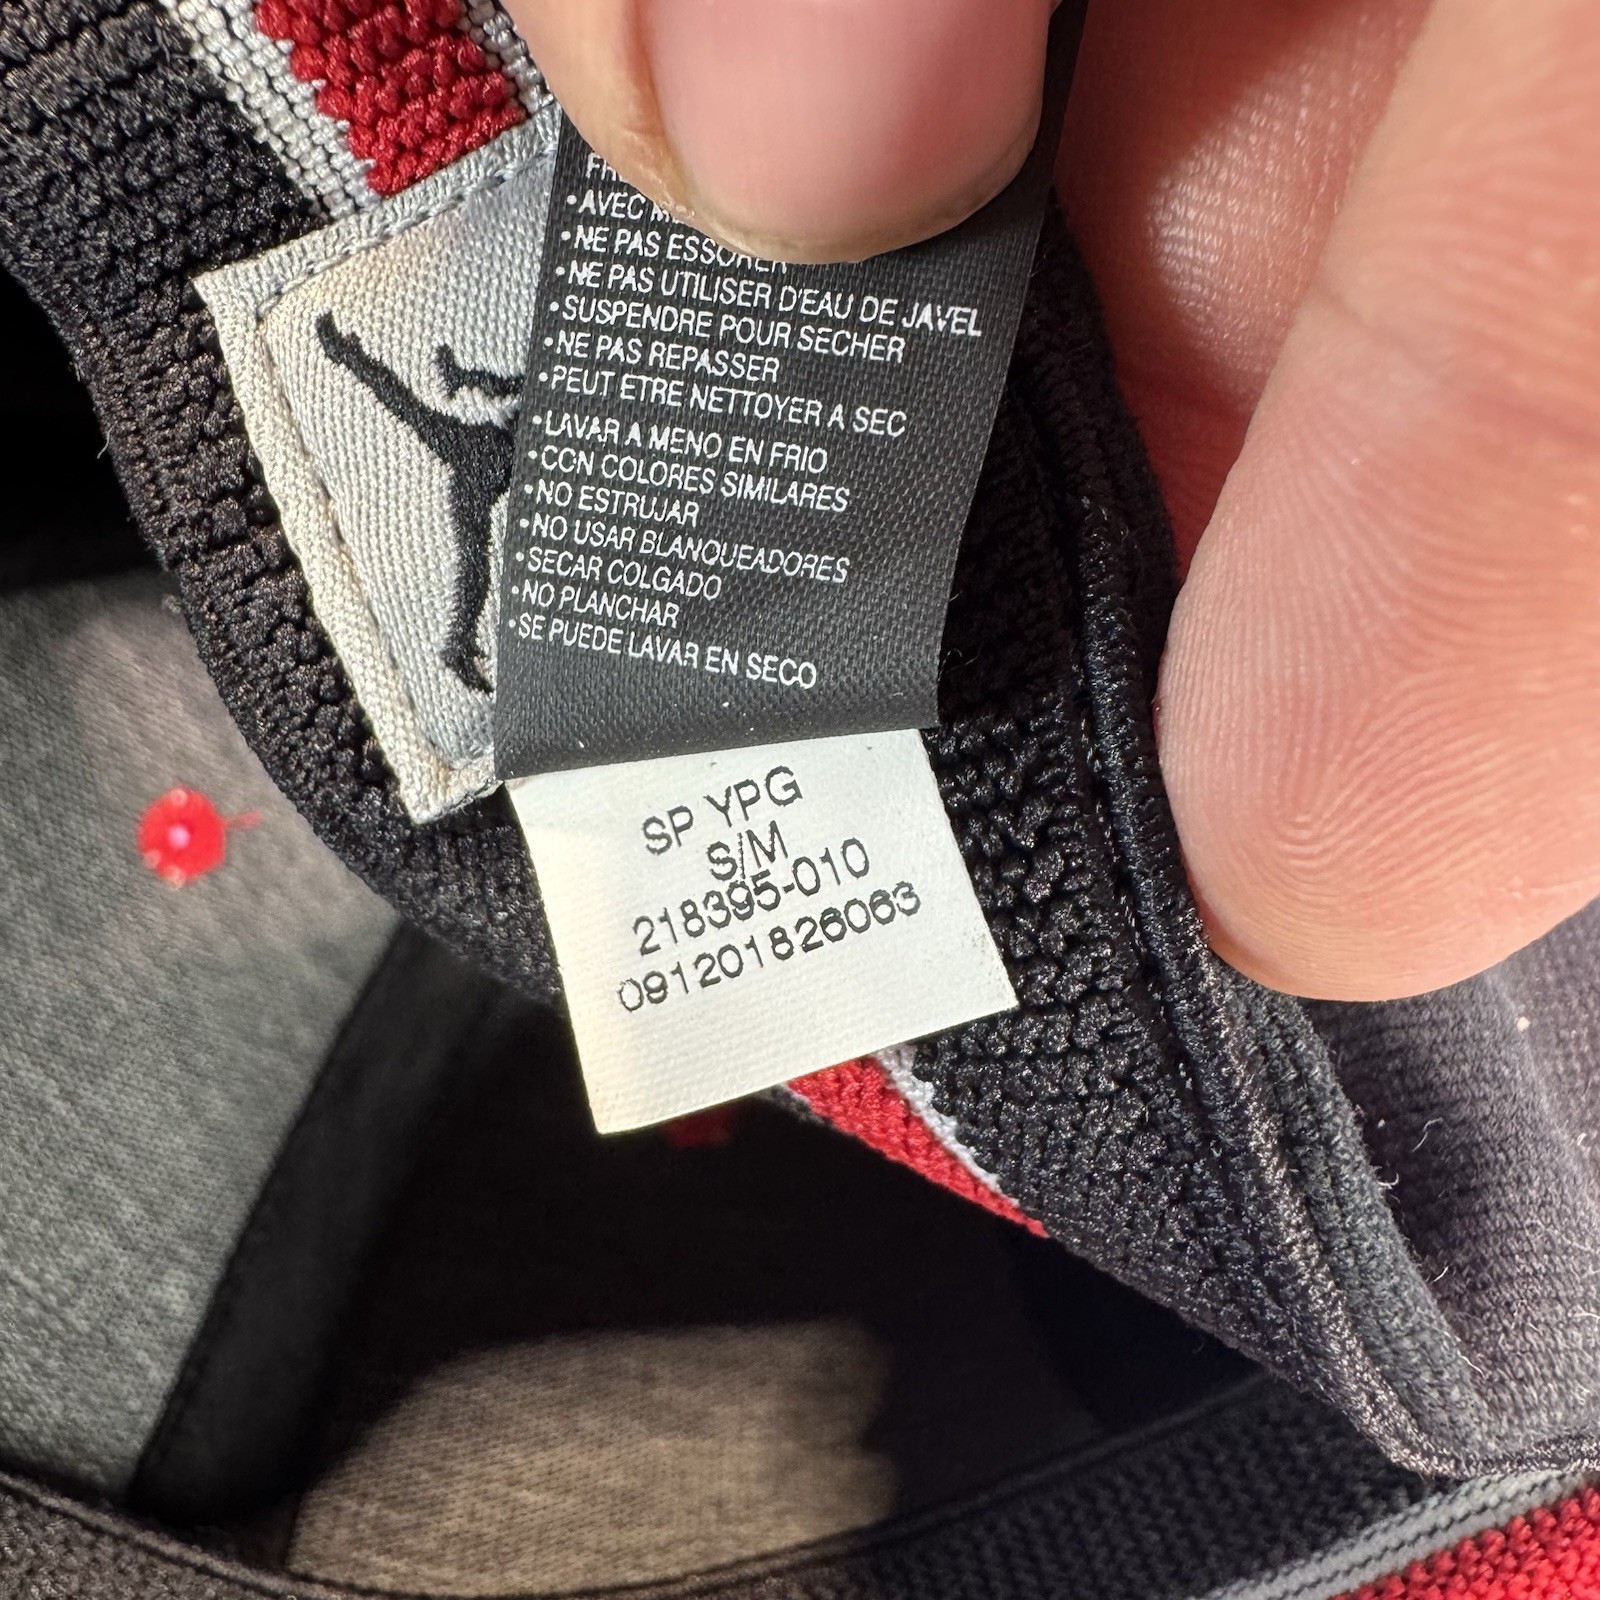 •AVEC
•NE PAS ESSORER
•NE PAS UTILISER D'EAU DE JAVEL
•SUSPENDRE POUR SECHER
•NE PAS REPASSER
•PEUT ETRE NETTOYER A SEC
•LAVAR A MENO EN FRIO
•CON COLORES SIMILARES
•NO ESTRUJAR
•NO USAR BLANQUEADORES
•SECAR COLGADO
•NO PLANCHAR
•SE PUEDE LAVAR EN SECO
SP YPG
S/M
218395-010
091201826063